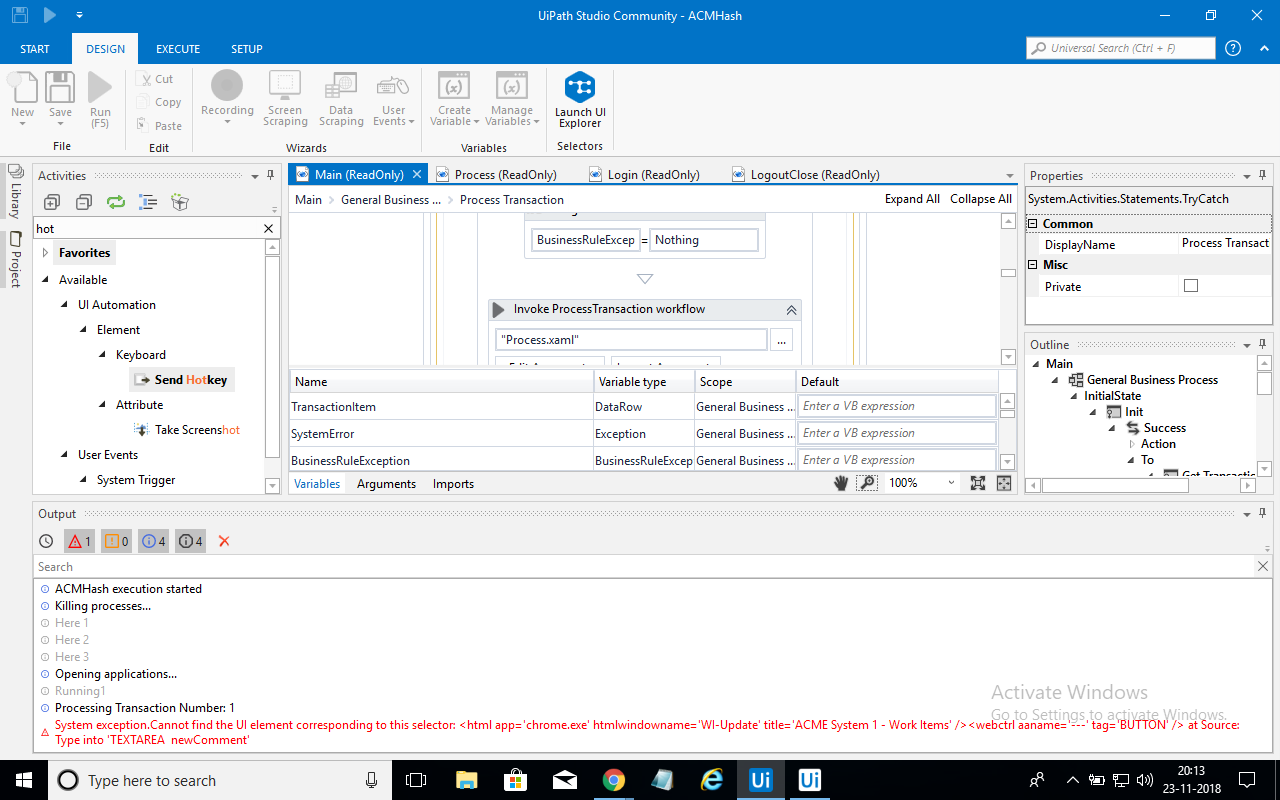 UiPath Studio Community - ACMHash
START DESIGN EXECUTE SETUP
Universal Search (Ctrl + F)
New
Save
Run
(F5)
File
Cut
Copy
Paste
Edit
Recording
Screen
Scraping
Data
Scraping
User
Events
Wizards
Create
Variable
Manage
Variables
Variables
Launch UI
Explorer
Selectors
Library
Project
Activities
hot
Favorites
Available
UI Automation
Element
Keyboard
Send Hotkey
Attribute
Take Screenshot
User Events
System Trigger
Main (ReadOnly) Process (ReadOnly) Login (ReadOnly) LogoutClose (ReadOnly)
Main > General Business ... > Process Transaction Expand All Collapse All
BusinessRuleExcep = Nothing
Invoke ProcessTransaction workflow
"Process.xaml" ...
Name Variable type Scope Default
TransactionItem DataRow General Business ... Enter a VB expression
SystemError Exception General Business ... Enter a VB expression
BusinessRuleException BusinessRuleExcep General Business ... Enter a VB expression
Variables Arguments Imports 100%
Properties
System.Activities.Statements.TryCatch
Common
DisplayName Process Transact
Misc
Private
Outline
Main
General Business Process
InitialState
Init
Success
Action
To
Get Transactic
Output
1 0 4 4
Search
ACMHash execution started
Killing processes...
Here 1
Here 2
Here 3
Opening applications...
Running1
Processing Transaction Number: 1
System exception.Cannot find the UI element corresponding to this selector: <html app='chrome.exe' htmlwindowname='WI-Update' title='ACME System 1 - Work Items' /><webctrl aaname='---' tag='BUTTON' /> at Source:
Type into 'TEXTAREA newComment'
Activate Windows
Go to Settings to activate Windows.
Type here to search
Ui
Ui
20:13
23-11-2018